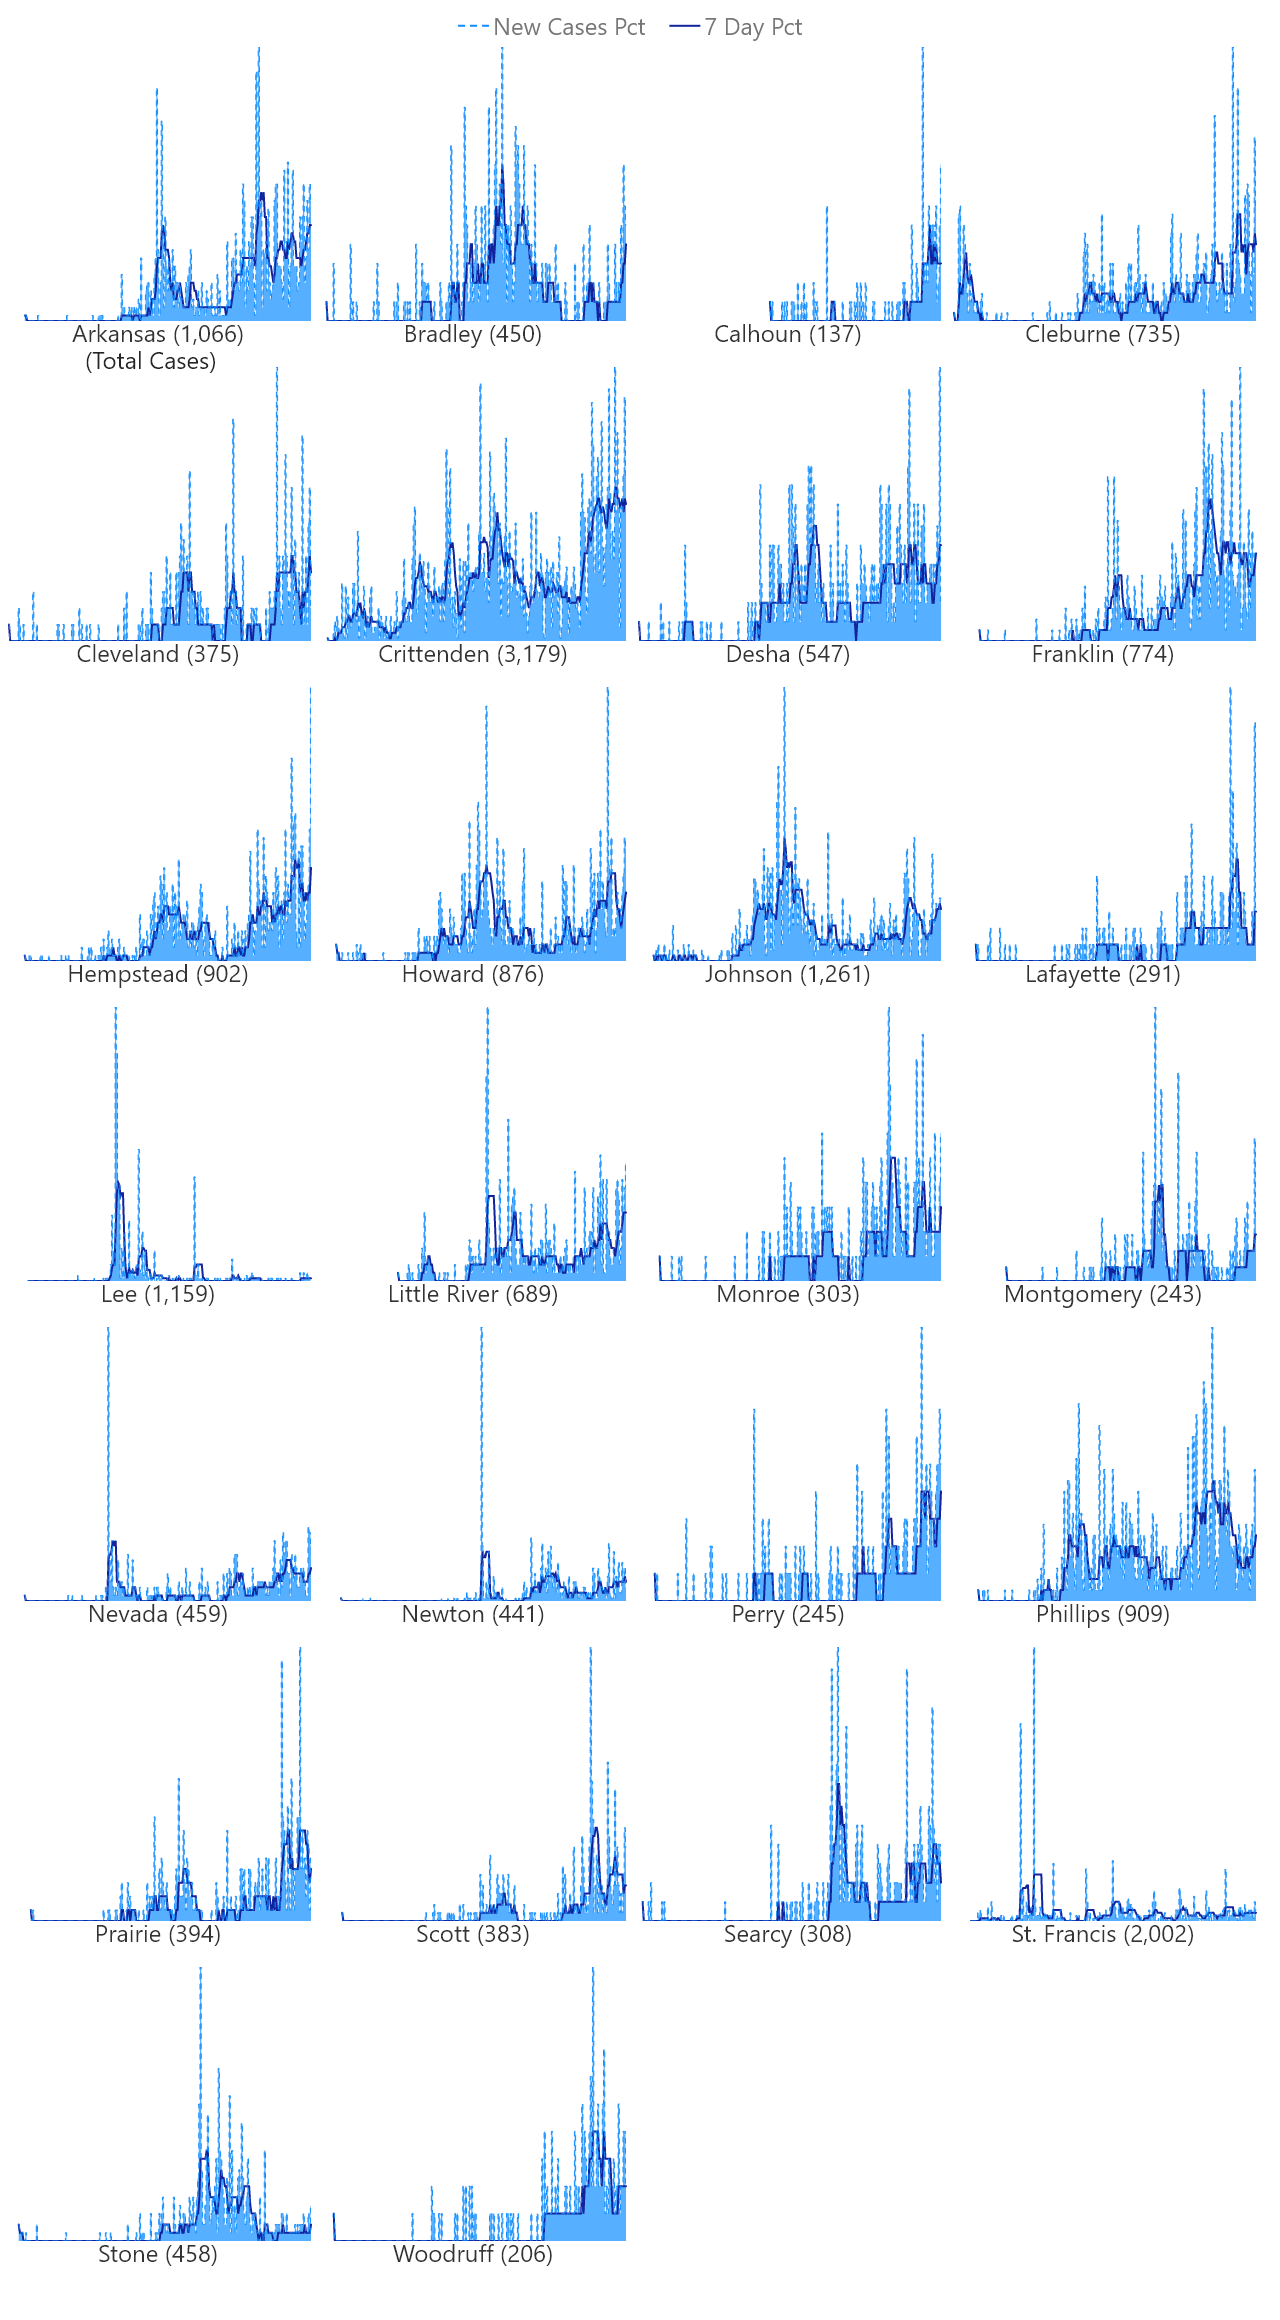 New Cases Pct 7 Day Pct
Arkansas (1,066) Bradley (450) Calhoun (137) Cleburne (735)
(Total Cases)
Cleveland (375) Crittenden (3,179) Desha (547) Franklin (774)
Hempstead (902) Howard (876) Johnson (1,261) Lafayette (291)
Lee (1,159) Little River (689) Monroe (303) Montgomery (243)
Nevada (459) Newton (441) Perry (245) Phillips (909)
Prairie (394) Scott (383) Searcy (308) St. Francis (2,002)
Stone (458) Woodruff (206)